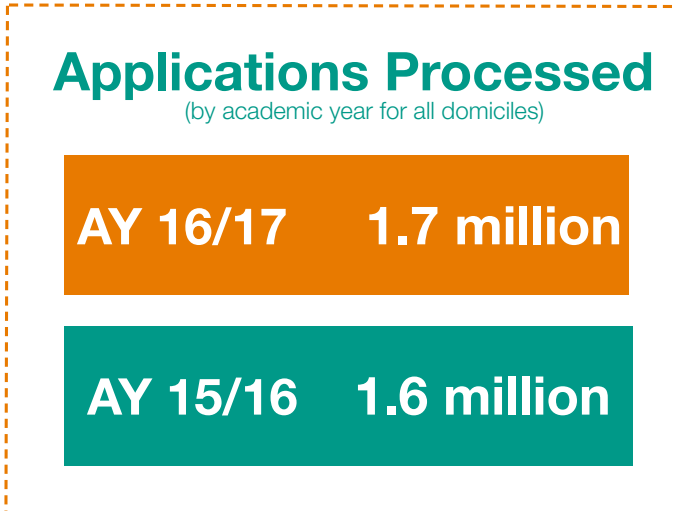 Applications Processed
(by academic year for all domiciles)
AY 16/17 1.7 million
AY 15/16 1.6 million